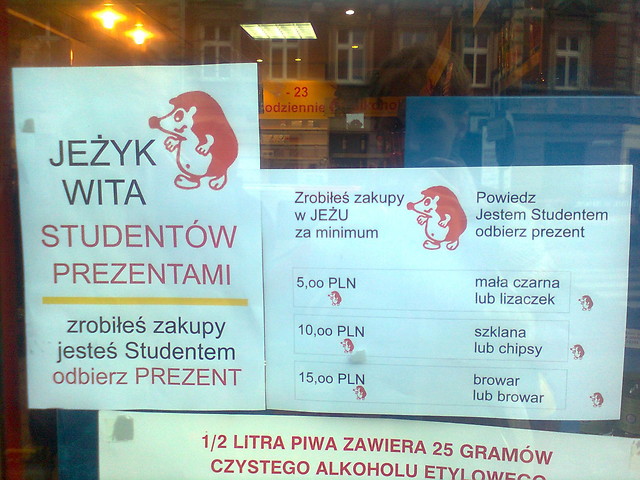 - 23
odziennie
JEŻYK
WITA
STUDENTÓW
PREZENTAMI
zrobiłeś zakupy
jesteś Studentem
odbierz PREZENT
Zrobiłeś zakupy
w JEŻU
za minimum
Powiedz
Jestem Studentem
odbierz prezent
5,oo PLN
mała czarna
lub lizaczek
10,oo PLN
szklana
lub chipsy
15,oo PLN
browar
lub browar
1/2 LITRA PIWA ZAWIERA 25 GRAMÓW
CZYSTEGO ALKOHOLU ETYLOWEGO